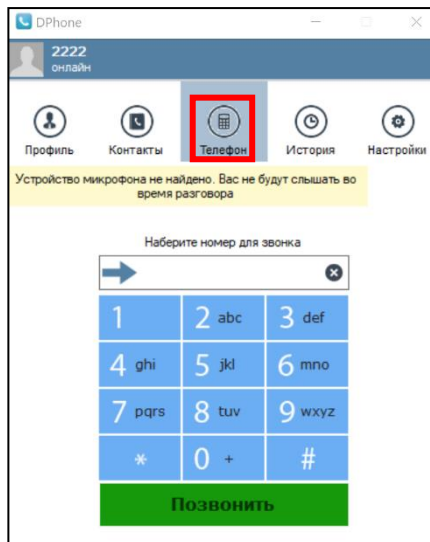 DPhone
2222
онлайн
Профиль Контакты Телефон История Настройки
Устройство микрофона не найдено. Вас не будут слышать во
время разговора
Наберите номер для звонка
1 2 abc 3 def
4 ghi 5 jkl 6 mno
7 pqrs 8 tuv 9 wxyz
* 0 + #
Позвонить